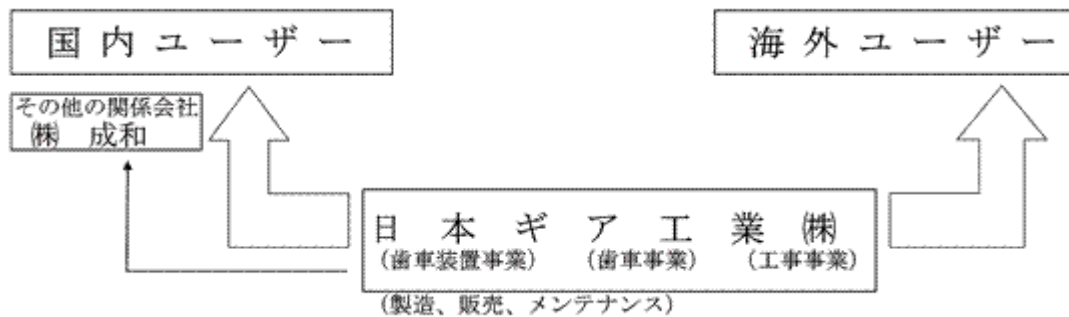 国内ユーザー
海外ユーザー
その他の関係会社
㈱ 成和
日本ギア工業㈱
(歯車装置事業) (歯車事業) (工事事業)
(製造、販売、メンテナンス)